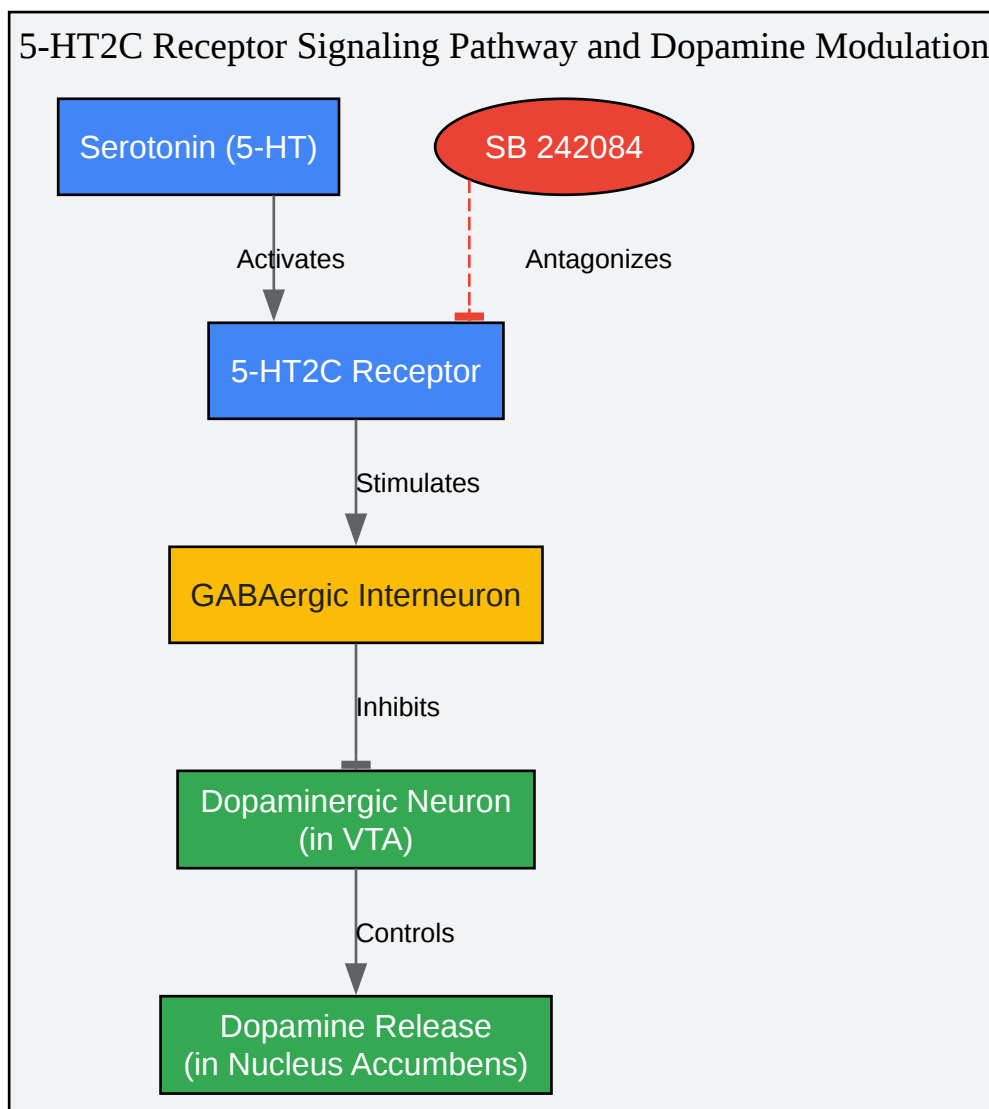 5-HT2C Receptor Signaling Pathway and Dopamine Modulation
Serotonin (5-HT)
SB 242084
Activates
Antagonizes
5-HT2C Receptor
Stimulates
GABAergic Interneuron
Inhibits
Dopaminergic Neuron
(in VTA)
Controls
Dopamine Release
(in Nucleus Accumbens)